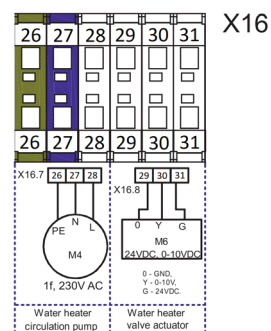 X16
26 27 28 29 30 31
26 27 28 29 30 31
X16.7 26 27 28
29 30 31
X16.8
PE N L
0 Y G
M4
M6
24VDC, 0-10VDC
1f, 230V AC
0 - GND,
Y - 0-10V,
G - 24VDC.
Water heater
circulation pump
Water heater
valve actuator